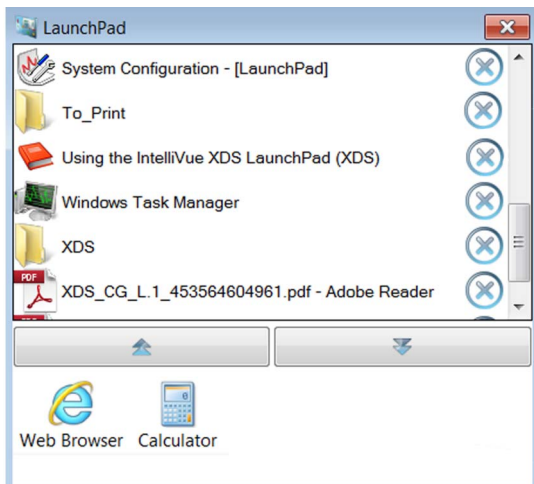 LaunchPad
System Configuration - [LaunchPad]
To_Print
Using the IntelliVue XDS LaunchPad (XDS)
Windows Task Manager
XDS
PDF
XDS_CG_L.1_453564604961.pdf - Adobe Reader
Web Browser Calculator